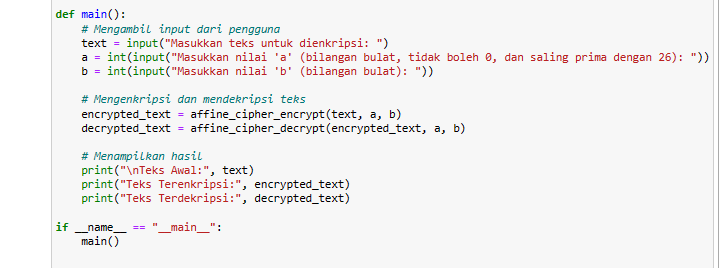 def main():
    # Mengambil input dari pengguna
    text = input("Masukkan teks untuk dienkripsi: ")
    a = int(input("Masukkan nilai 'a' (bilangan bulat, tidak boleh 0, dan saling prima dengan 26): "))
    b = int(input("Masukkan nilai 'b' (bilangan bulat): "))
    # Mengenkripsi dan mendekripsi teks
    encrypted_text = affine_cipher_encrypt(text, a, b)
    decrypted_text = affine_cipher_decrypt(encrypted_text, a, b)
    # Menampilkan hasil
    print("\nTeks Awal:", text)
    print("Teks Terenkripsi:", encrypted_text)
    print("Teks Terdekripsi:", decrypted_text)
if __name__ == "__main__":
    main()